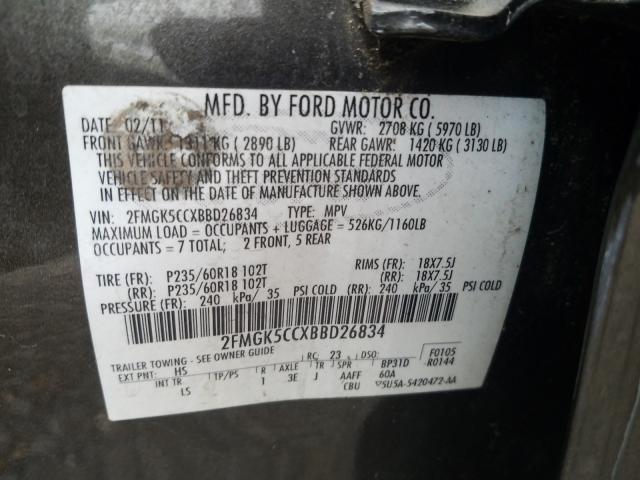 MFD. BY FORD MOTOR CO.
DATE: 02/11 GVWR: 2708 KG ( 5970 LB)
FRONT GAWR: 1311 KG ( 2890 LB) REAR GAWR: 1420 KG ( 3130 LB)
THIS VEHICLE CONFORMS TO ALL APPLICABLE FEDERAL MOTOR
VEHICLE SAFETY AND THEFT PREVENTION STANDARDS
IN EFFECT ON THE DATE OF MANUFACTURE SHOWN ABOVE.
VIN: 2FMGK5CCXBBD26834 TYPE: MPV
MAXIMUM LOAD = OCCUPANTS + LUGGAGE = 526KG/1160LB
OCCUPANTS = 7 TOTAL; 2 FRONT, 5 REAR
TIRE (FR): P235/60R18 102T RIMS (FR): 18X7.5J
(RR): P235/60R18 102T (RR): 18X7.5J
PRESSURE (FR): 240 kPa/ 35 PSI COLD (RR): 240 kPa/ 35 PSI COLD
2FMGK5CCXBBD26834
TRAILER TOWING - SEE OWNER GUIDE RC: 23 DSO: F0105
EXT PNT: HS BP31D R0144
INT TR TP/PS R AXLE TR SPR
LS 1 3E J AAFF 60A
CBU 5U5A-5420472-AA